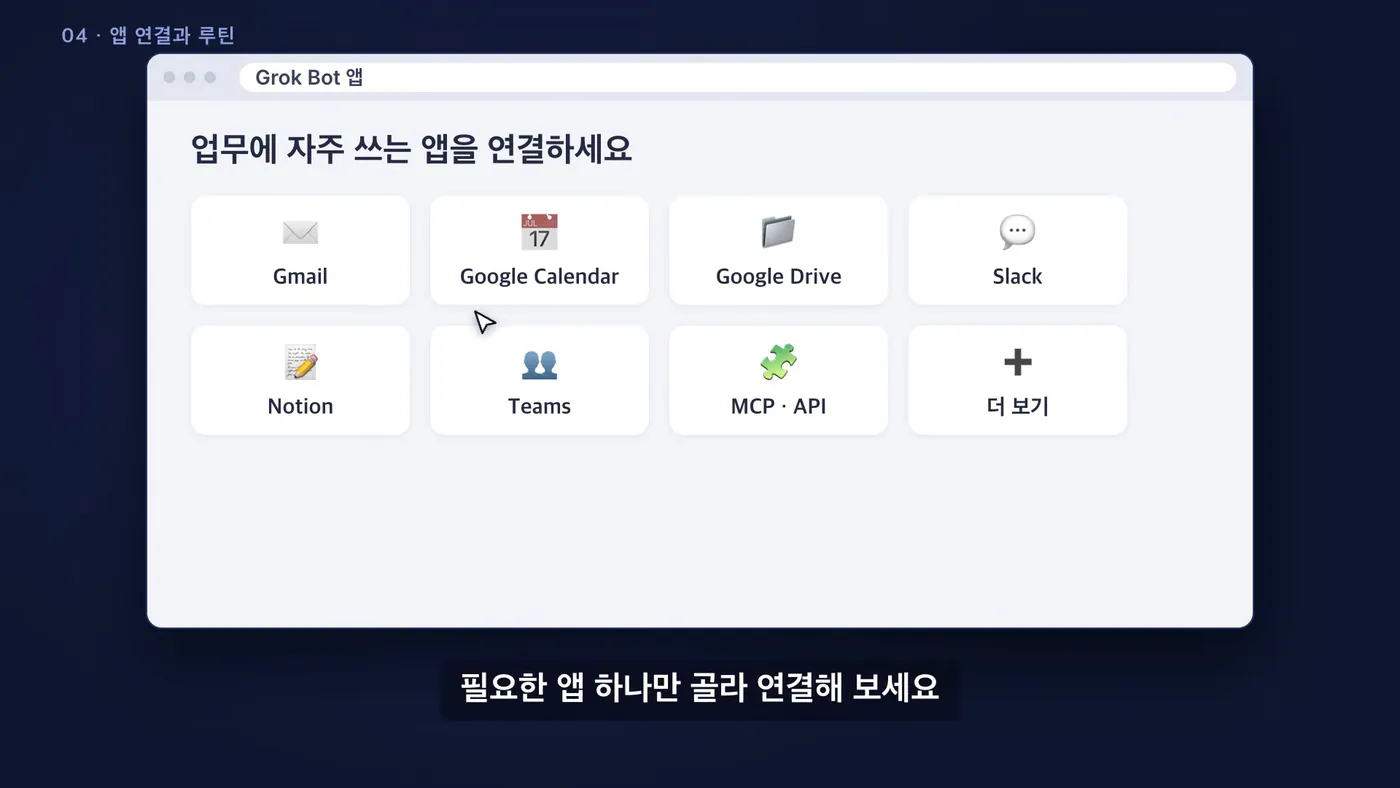 04 · 앱 연결과 루틴
Grok Bot 앱
업무에 자주 쓰는 앱을 연결하세요
JUL
17
Gmail
Google Calendar
Google Drive
Slack
Notion
Teams
MCP · API
더 보기
필요한 앱 하나만 골라 연결해 보세요